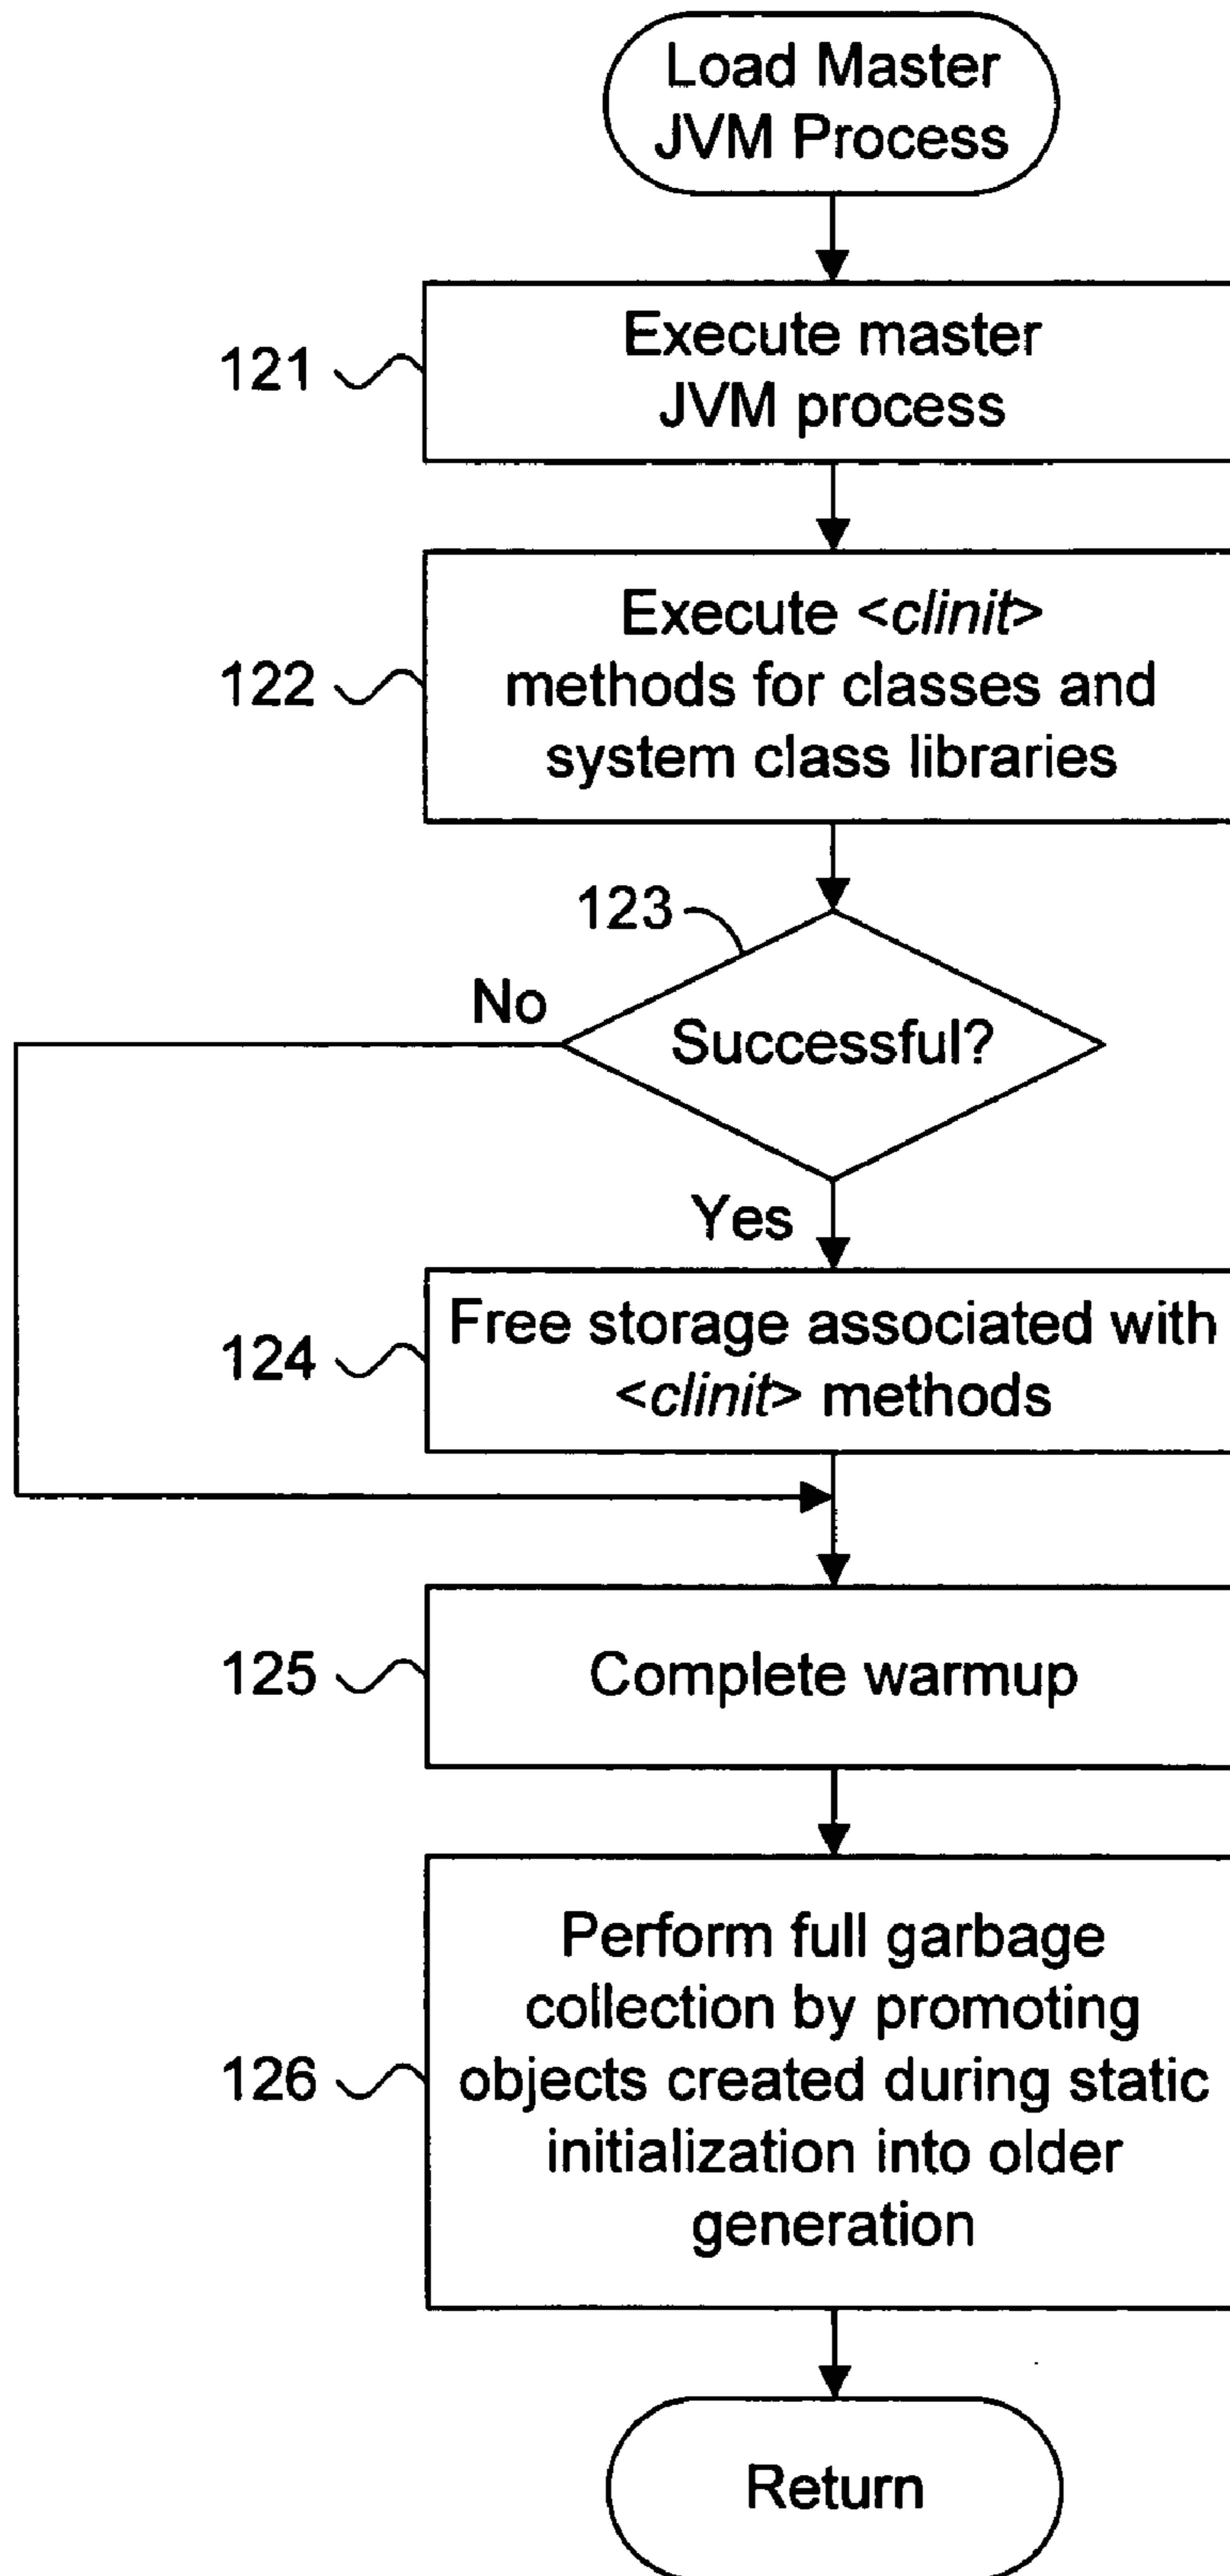 Load Master
JVM Process
121
Execute master
JVM process
122
Execute <clinit>
methods for classes and
system class libraries
123
No
Successful?
Yes
124
Free storage associated with
<clinit> methods
125
Complete warmup
126
Perform full garbage
collection by promoting
objects created during static
initialization into older
generation
Return